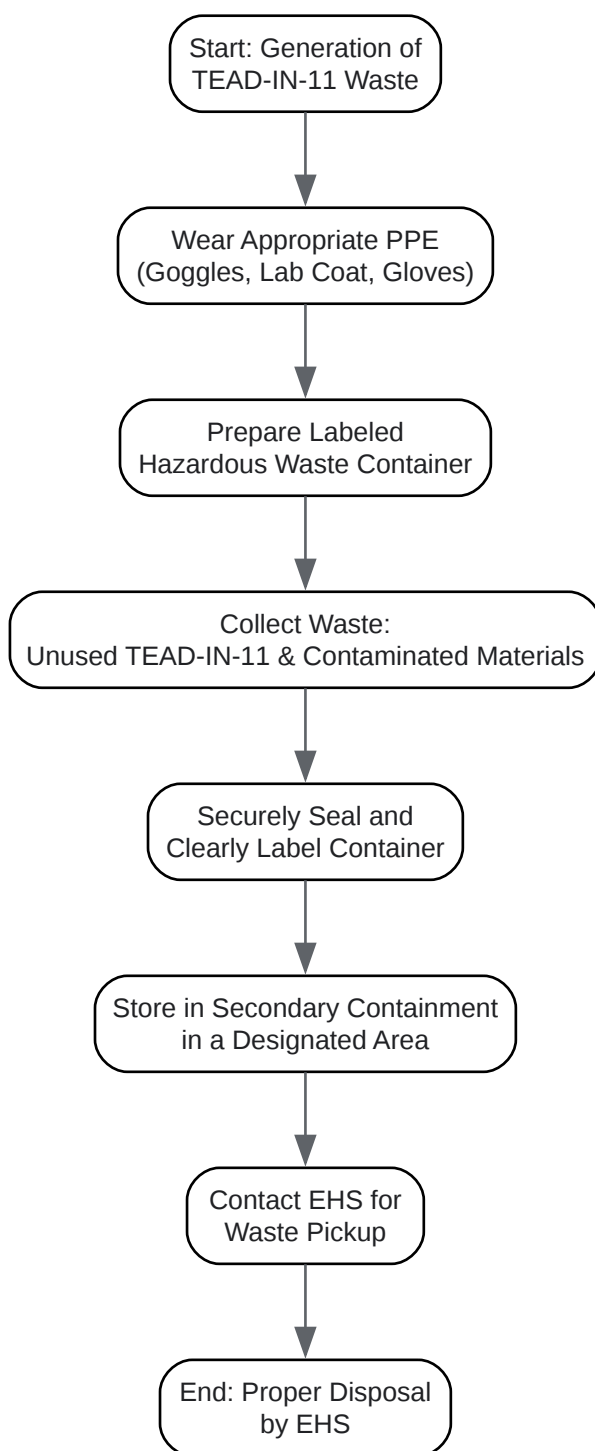 Start: Generation of
TEAD-IN-11 Waste
Wear Appropriate PPE
(Goggles, Lab Coat, Gloves)
Prepare Labeled
Hazardous Waste Container
Collect Waste:
Unused TEAD-IN-11 & Contaminated Materials
Securely Seal and
Clearly Label Container
Store in Secondary Containment
in a Designated Area
Contact EHS for
Waste Pickup
End: Proper Disposal
by EHS